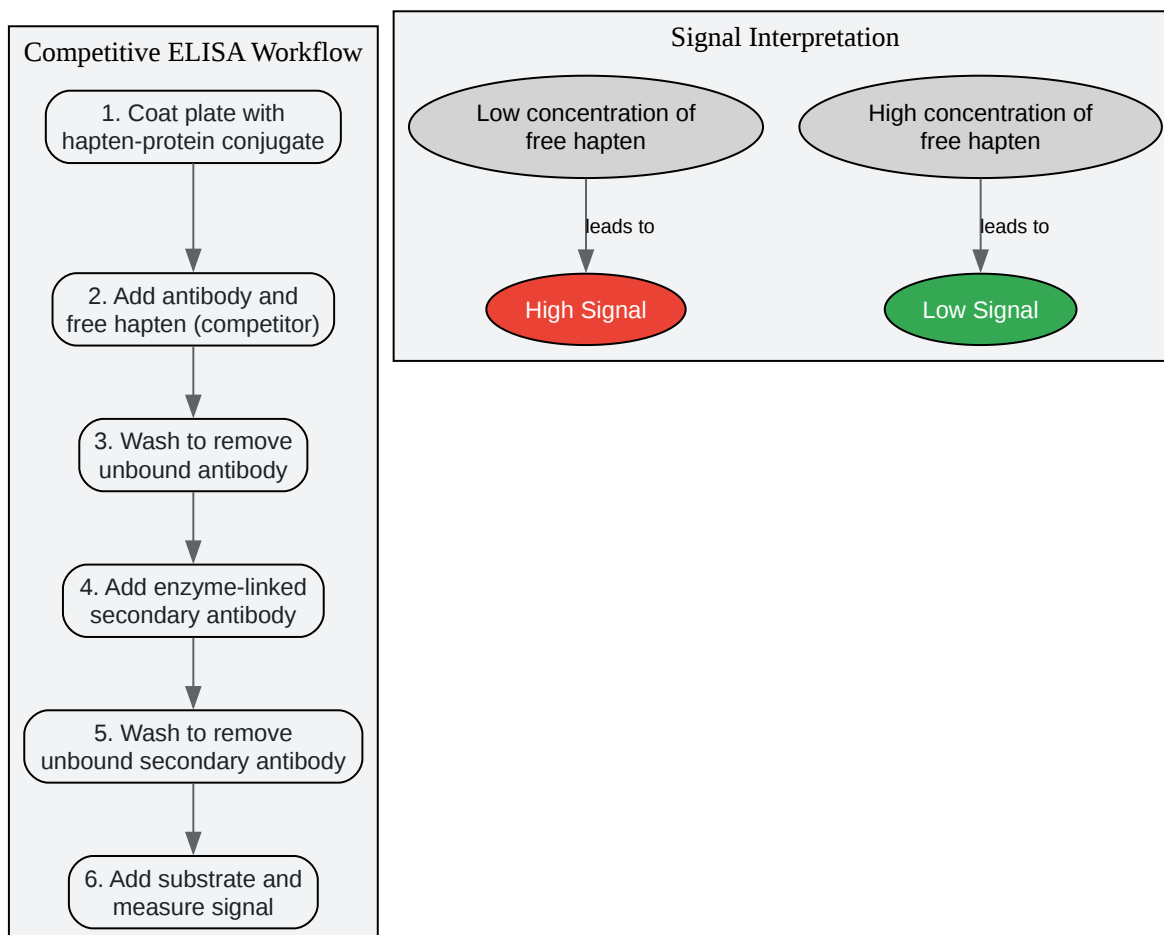 Competitive ELISA Workflow
1. Coat plate with
hapten-protein conjugate
2. Add antibody and
free hapten (competitor)
3. Wash to remove
unbound antibody
4. Add enzyme-linked
secondary antibody
5. Wash to remove
unbound secondary antibody
6. Add substrate and
measure signal
Signal Interpretation
Low concentration of
free hapten
leads to
High Signal
High concentration of
free hapten
leads to
Low Signal